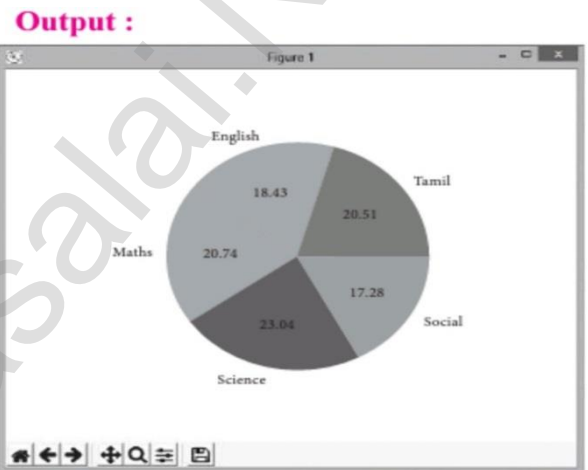 Output :
Figure 1
English
Tamil
18.43
20.51
Maths
20.74
17.28
Social
23.04
Science